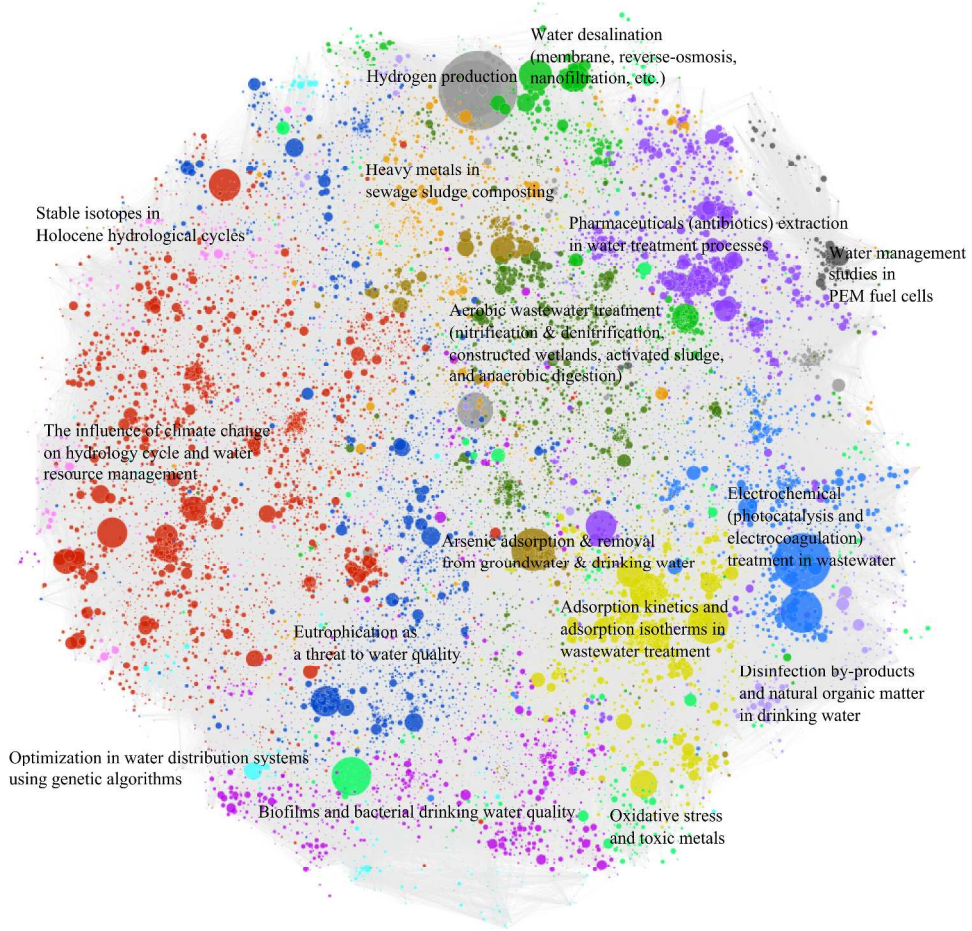 Water desalination
(membrane, reverse-osmosis,
nanofiltration, etc.)
Hydrogen production
Heavy metals in
sewage sludge composting
Stable isotopes in
Holocene hydrological cycles
Pharmaceuticals (antibiotics) extraction
in water treatment processes
Water management
studies in
PEM fuel cells
Aerobic wastewater treatment
(nitrification & denitrification,
constructed wetlands, activated sludge,
and anaerobic digestion)
The influence of climate change
on hydrology cycle and water
resource management
Electrochemical
(photocatalysis and
electrocoagulation)
treatment in wastewater
Arsenic adsorption & removal
from groundwater & drinking water
Adsorption kinetics and
adsorption isotherms in
wastewater treatment
Eutrophication as
a threat to water quality
Disinfection by-products
and natural organic matter
in drinking water
Optimization in water distribution systems
using genetic algorithms
Biofilms and bacterial drinking water quality
Oxidative stress
and toxic metals